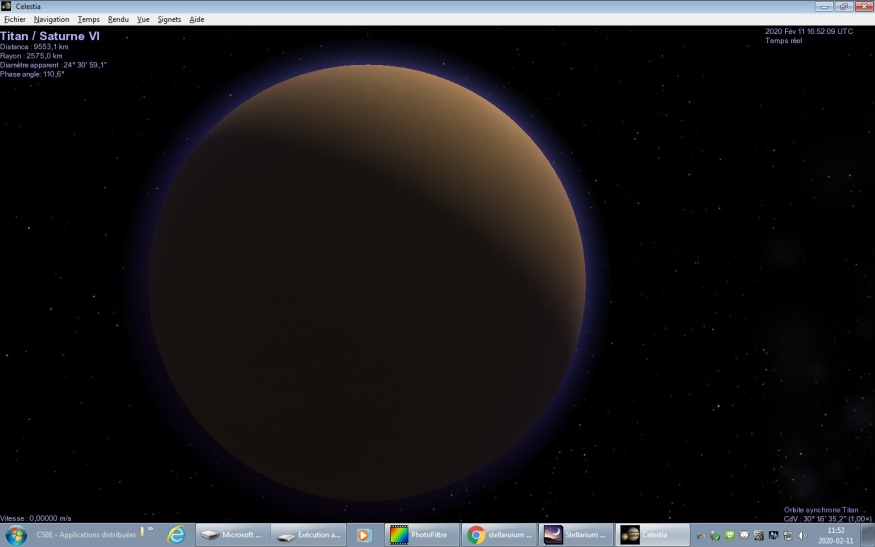 Celestia
Fichier Navigation Temps Rendu Vue Signets Aide
Titan / Saturne VI
Distance : 9553,1 km
Rayon : 2575,0 km
Diamètre apparent : 24° 30' 59,1"
Phase angle: 110,6°
2020 Fév 11 16:52:09 UTC
Temps réel
Vitesse : 0,00000 m/s
Orbite synchrone Titan
CdV : 30° 16' 35,2" (1,00×)
CSBE - Applications distribuées » Microsoft ... Exécution a... PhotoFiltre stellaruium ... Stellarium ... Celestia
11:52
2020-02-11